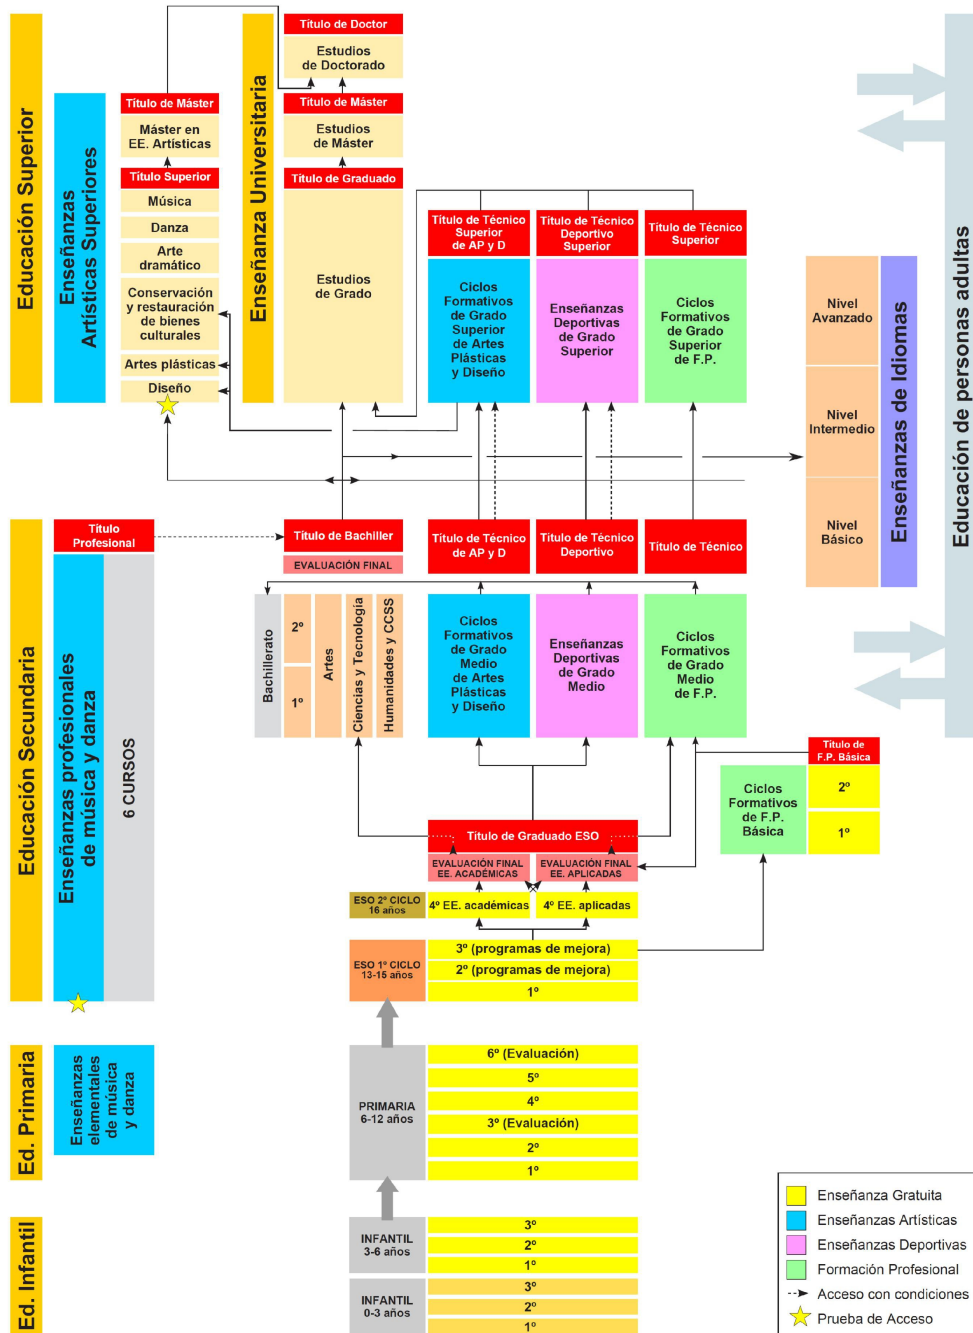 Educación Superior
Enseñanzas
Artísticas Superiores
Título de Máster
Máster en
EE. Artísticas
Título Superior
Música
Danza
Arte
dramático
Conservación
y
restauración
de bienes
culturales
Artes plásticas
Diseño
Enseñanza Universitaria
Título de Doctor
Estudios
de Doctorado
Título de Máster
Estudios
de Máster
Título de Graduado
Estudios
de Grado
Título de Técnico
Superior
de AP y D
Ciclos
Formativos
de Grado
Superior
de Artes
Plásticas
y Diseño
Título de Técnico
Deportivo
Superior
Enseñanzas
Deportivas
de Grado
Superior
Título de Técnico
Superior
Ciclos
Formativos
de Grado
Superior
de F.P.
Nivel
Avanzado
Nivel
Intermedio
Nivel
Básico
Enseñanzas de Idiomas
Educación de personas adultas
Educación Secundaria
Título
Profesional
Enseñanzas profesionales
de música y danza
6 CURSOS
Título de Bachiller
EVALUACIÓN FINAL
Bachillerato
2º
1º
Artes
Ciencias y Tecnología
Humanidades y CCSS
Título de Técnico
de AP y D
Ciclos
Formativos
de Grado
Medio
de Artes
Plásticas
y Diseño
Título de Técnico
Deportivo
Enseñanzas
Deportivas
de Grado
Medio
Título de Técnico
Ciclos
Formativos
de Grado
Medio
de F.P.
Título de
F.P. Básica
Ciclos
Formativos
de F.P.
Básica
2º
1º
Título de Graduado ESO
EVALUACIÓN FINAL
EE. ACADÉMICAS
EVALUACIÓN FINAL
EE. APLICADAS
ESO 2º CICLO
16 años
4º EE. académicas
4º EE. aplicadas
ESO 1º CICLO
13-15 años
3º (programas de mejora)
2º (programas de mejora)
1º
Ed. Primaria
Enseñanzas
elementales
de música
y danza
PRIMARIA
6-12 años
6º (Evaluación)
5º
4º
3º (Evaluación)
2º
1º
Ed. Infantil
INFANTIL
3-6 años
3º
2º
1º
INFANTIL
0-3 años
3º
2º
1º
Enseñanza Gratuita
Enseñanzas Artísticas
Enseñanzas Deportivas
Formación Profesional
Acceso con condiciones
Prueba de Acceso